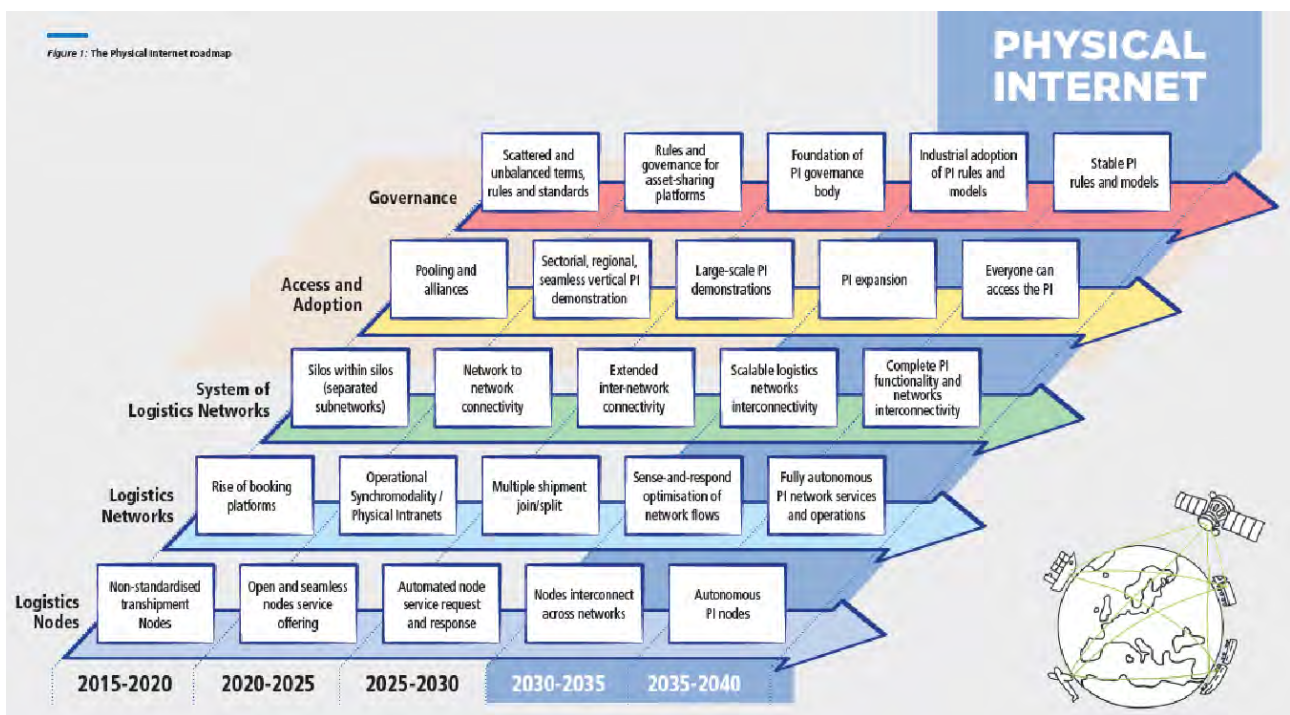 Figure 1: The Physical Internet roadmap
PHYSICAL
INTERNET
Governance
Scattered and
unbalanced terms,
rules and standards
Rules and
governance for
asset-sharing
platforms
Foundation of
PI governance
body
Industrial adoption
of PI rules and
models
Stable PI
rules and models
Access and
Adoption
Pooling and
alliances
Sectorial, regional,
seamless vertical PI
demonstration
Large-scale PI
demonstrations
PI expansion
Everyone can
access the PI
System of
Logistics Networks
Silos within silos
(separated
subnetworks)
Network to
network
connectivity
Extended
inter-network
connectivity
Scalable logistics
networks
interconnectivity
Complete PI
functionality and
networks
interconnectivity
Logistics
Networks
Rise of booking
platforms
Operational
Synchromodality /
Physical Intranets
Multiple shipment
join/split
Sense-and-respond
optimisation of
network flows
Fully autonomous
PI network services
and operations
Logistics
Nodes
Non-standardised
transhipment
Nodes
Open and seamless
nodes service
offering
Automated node
service request
and response
Nodes interconnect
across networks
Autonomous
PI nodes
2015-2020
2020-2025
2025-2030
2030-2035
2035-2040